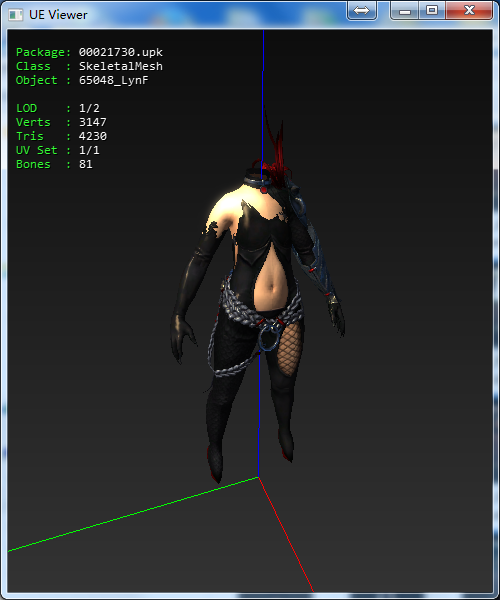 UE Viewer
Package: 00021730.upk
Class  : SkeletalMesh
Object : 65048_LynF
LOD    : 1/2
Verts  : 3147
Tris   : 4230
UV Set : 1/1
Bones  : 81